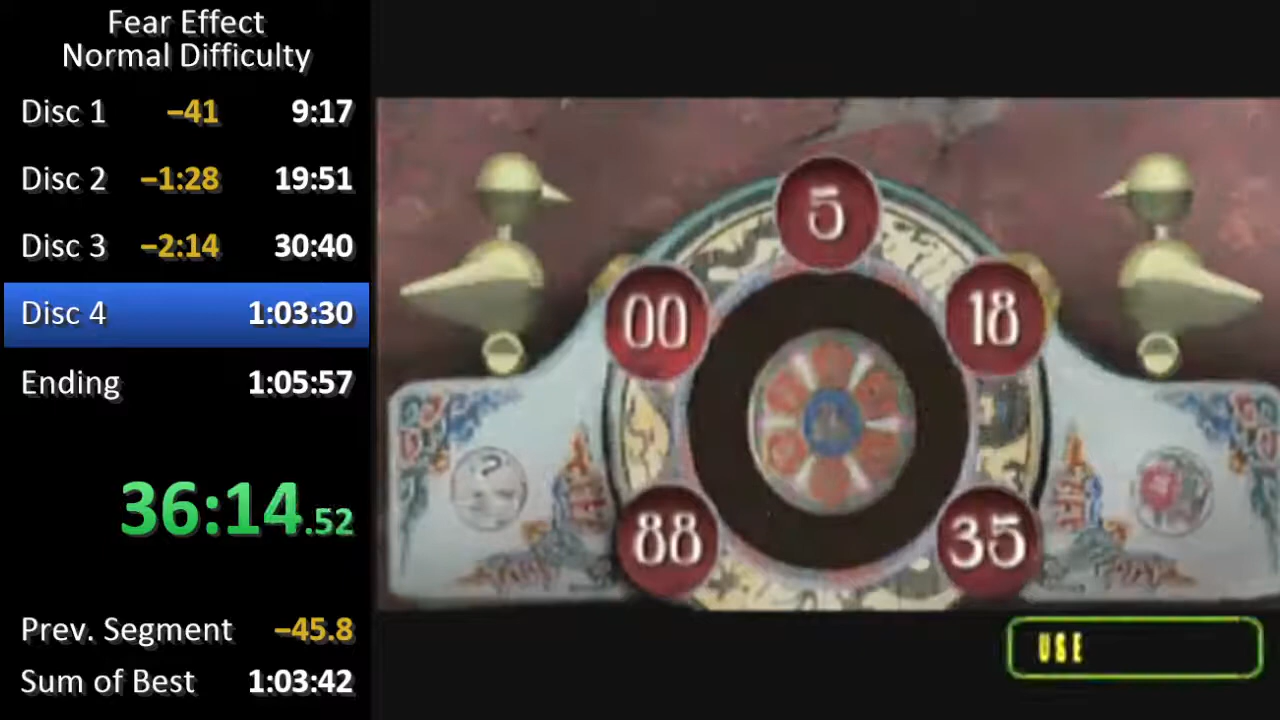 Fear Effect
Normal Difficulty
Disc 1 −41 9:17
Disc 2 −1:28 19:51
Disc 3 −2:14 30:40
Disc 4 1:03:30
Ending 1:05:57
36:14.52
Prev. Segment −45.8
Sum of Best 1:03:42
5
00 18
88 35
?
USE